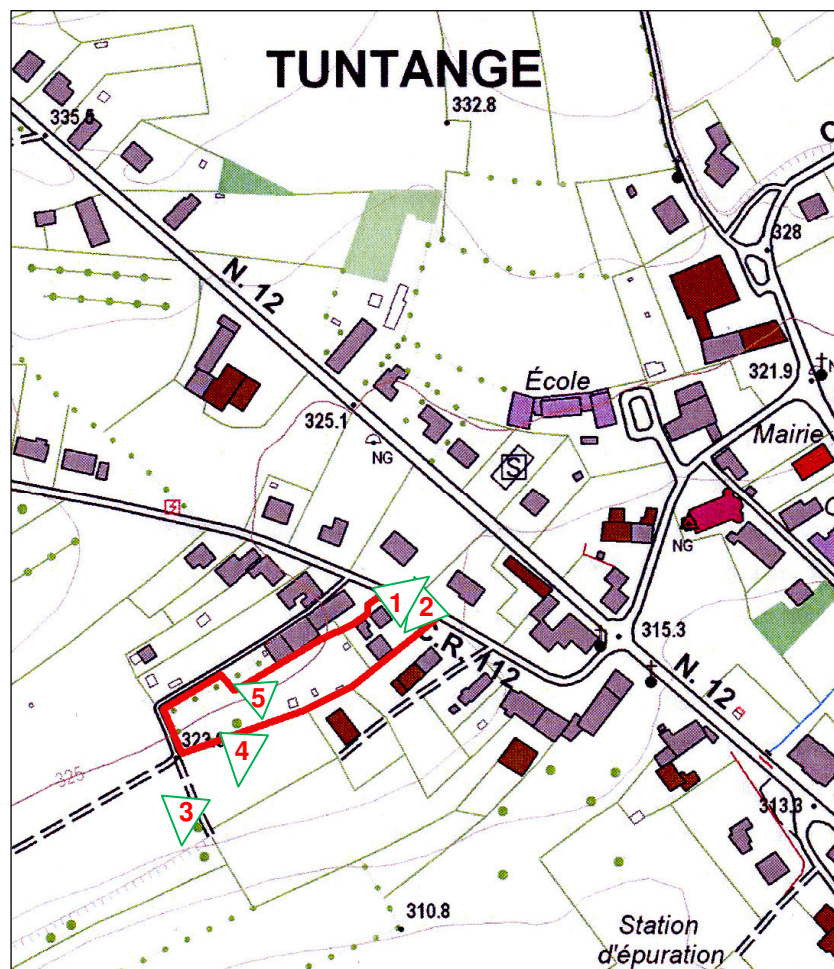 TUNTANGE
332.8
335.5
C
328
N. 12
École
321.9
N
325.1
NG
Mairie
S
C
NG
1
2
C.R. 112
315.3
N. 12
5
323.
4
325
3
313.3
310.8
Station
d'épuration